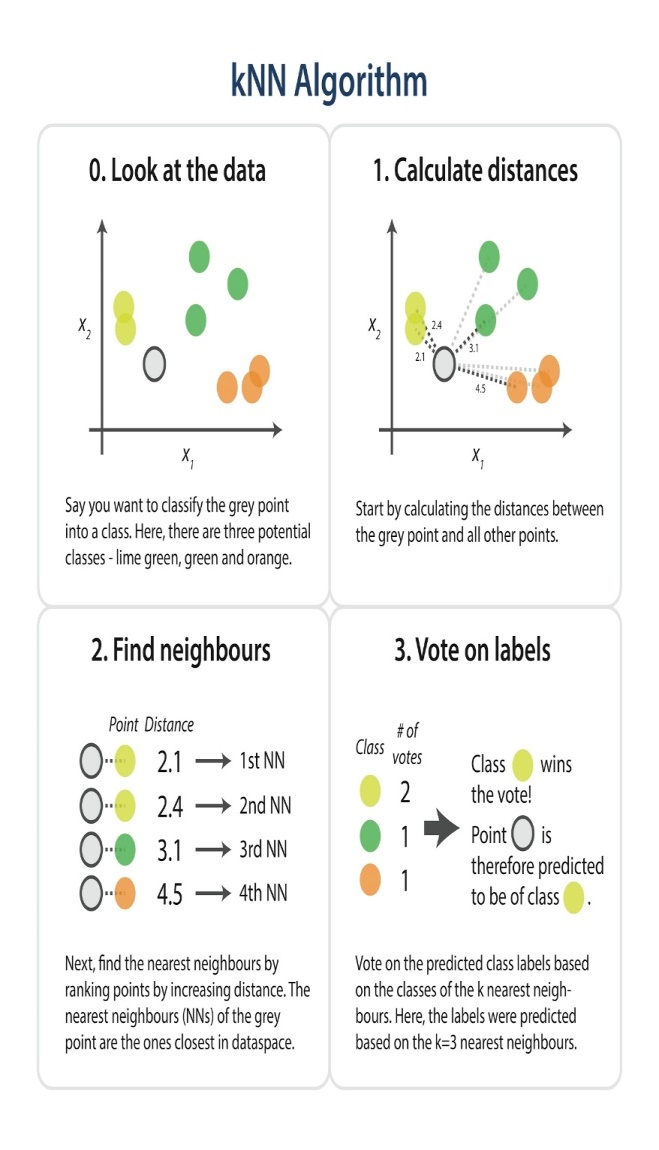 kNN Algorithm
0. Look at the data
X2
X1
Say you want to classify the grey point
into a class. Here, there are three potential
classes - lime green, green and orange.
1. Calculate distances
X2
2.4
2.1
3.1
4.5
X1
Start by calculating the distances between
the grey point and all other points.
2. Find neighbours
Point Distance
2.1 → 1st NN
2.4 → 2nd NN
3.1 → 3rd NN
4.5 → 4th NN
Next, find the nearest neighbours by
ranking points by increasing distance. The
nearest neighbours (NNs) of the grey
point are the ones closest in dataspace.
3. Vote on labels
Class
# of
votes
2
1
1
Class wins
the vote!
Point is
therefore predicted
to be of class .
Vote on the predicted class labels based
on the classes of the k nearest neigh-
bours. Here, the labels were predicted
based on the k=3 nearest neighbours.